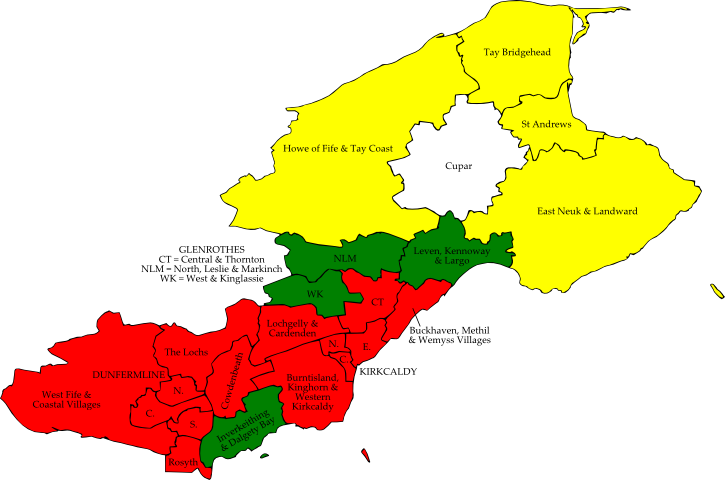 Tay Bridgehead
St Andrews
Howe of Fife & Tay Coast
Cupar
East Neuk & Landward
GLENROTHES
CT = Central & Thornton
NLM = North, Leslie & Markinch
WK = West & Kinglassie
NLM
Leven, Kennoway
& Largo
WK
CT
Lochgelly &
Cardenden
Buckhaven, Methil
& Wemyss Villages
The Lochs
N.
E.
C.
KIRKCALDY
Cowdenbeath
DUNFERMLINE
N.
West Fife &
Coastal Villages
C.
S.
Burntisland,
Kinghorn &
Western
Kirkcaldy
Inverkeithing
& Dalgety Bay
Rosyth